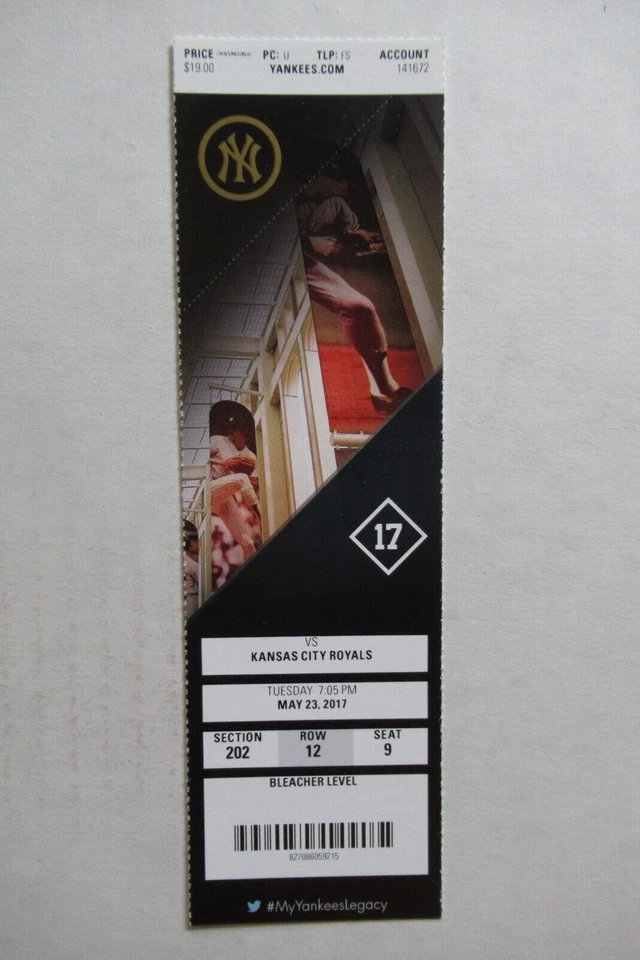 PRICE PC: U TLP: FS ACCOUNT
$19.00 YANKEES.COM 141672
NY
17
VS
KANSAS CITY ROYALS
TUESDAY 7:05 PM
MAY 23, 2017
SECTION ROW SEAT
202 12 9
BLEACHER LEVEL
827086059215
#MyYankeesLegacy